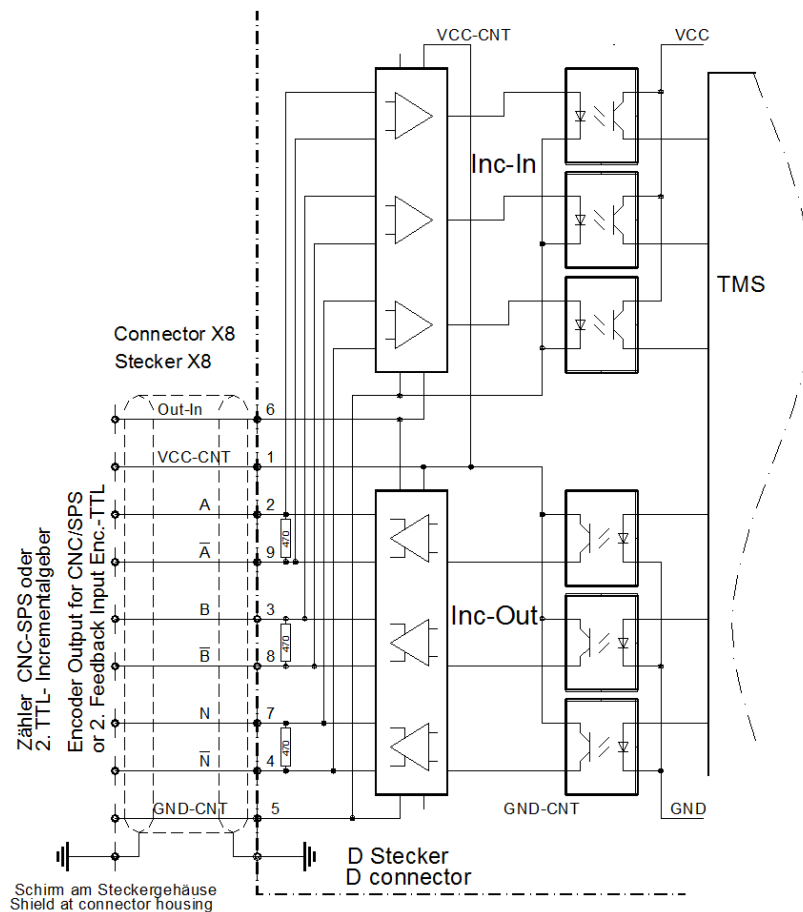 VCC-CNT
VCC
Inc-In
TMS
Connector X8
Stecker X8
Out-In
6
VCC-CNT
1
A
2
470
A̅
9
B
3
470
B̅
8
N
7
470
N̅
4
GND-CNT
5
Inc-Out
GND-CNT
GND
Zähler CNC-SPS oder
2. TTL- Incrementalgeber
Encoder Output for CNC/SPS
or 2. Feedback Input Enc.-TTL
D Stecker
D connector
Schirm am Steckergehäuse
Shield at connector housing